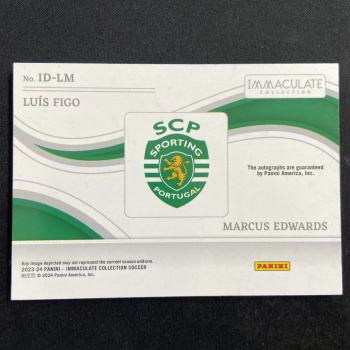 No. ID-LM
LUÍS FIGO
IMMACULATE
COLLECTION
SCP
SPORTING
PORTUGAL
The autographs are guaranteed
by Panini America, Inc.
MARCUS EDWARDS
Any image depicted may not represent the current season uniform.
2023-24 PANINI – IMMACULATE COLLECTION SOCCER
© 2024 Panini America, Inc.
PANINI